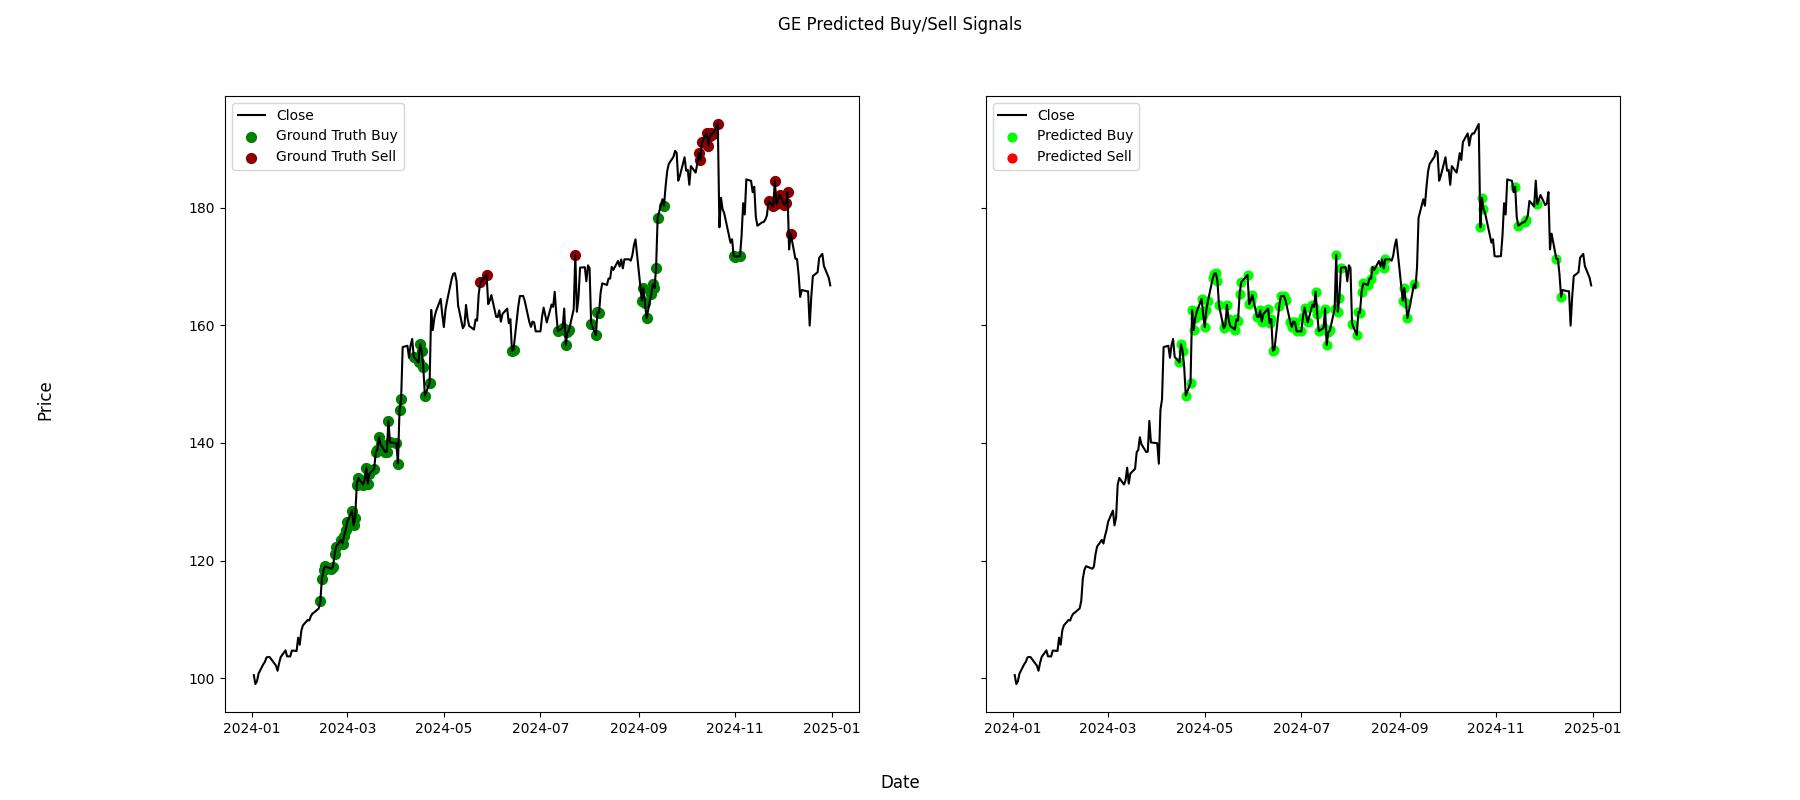 GE Predicted Buy/Sell Signals
Close
Ground Truth Buy
Ground Truth Sell
180
160
140
120
100
2024-01 2024-03 2024-05 2024-07 2024-09 2024-11 2025-01
Close
Predicted Buy
Predicted Sell
2024-01 2024-03 2024-05 2024-07 2024-09 2024-11 2025-01
Price
Date